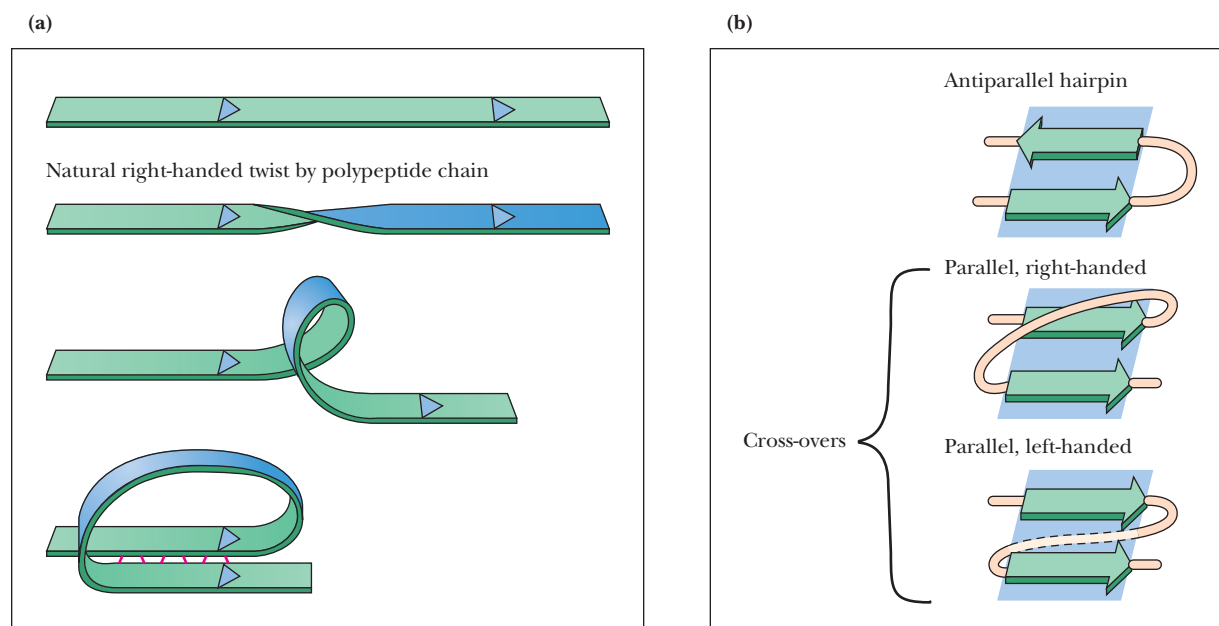 (a)
Natural right-handed twist by polypeptide chain
(b)
Antiparallel hairpin
Parallel, right-handed
Cross-overs
Parallel, left-handed